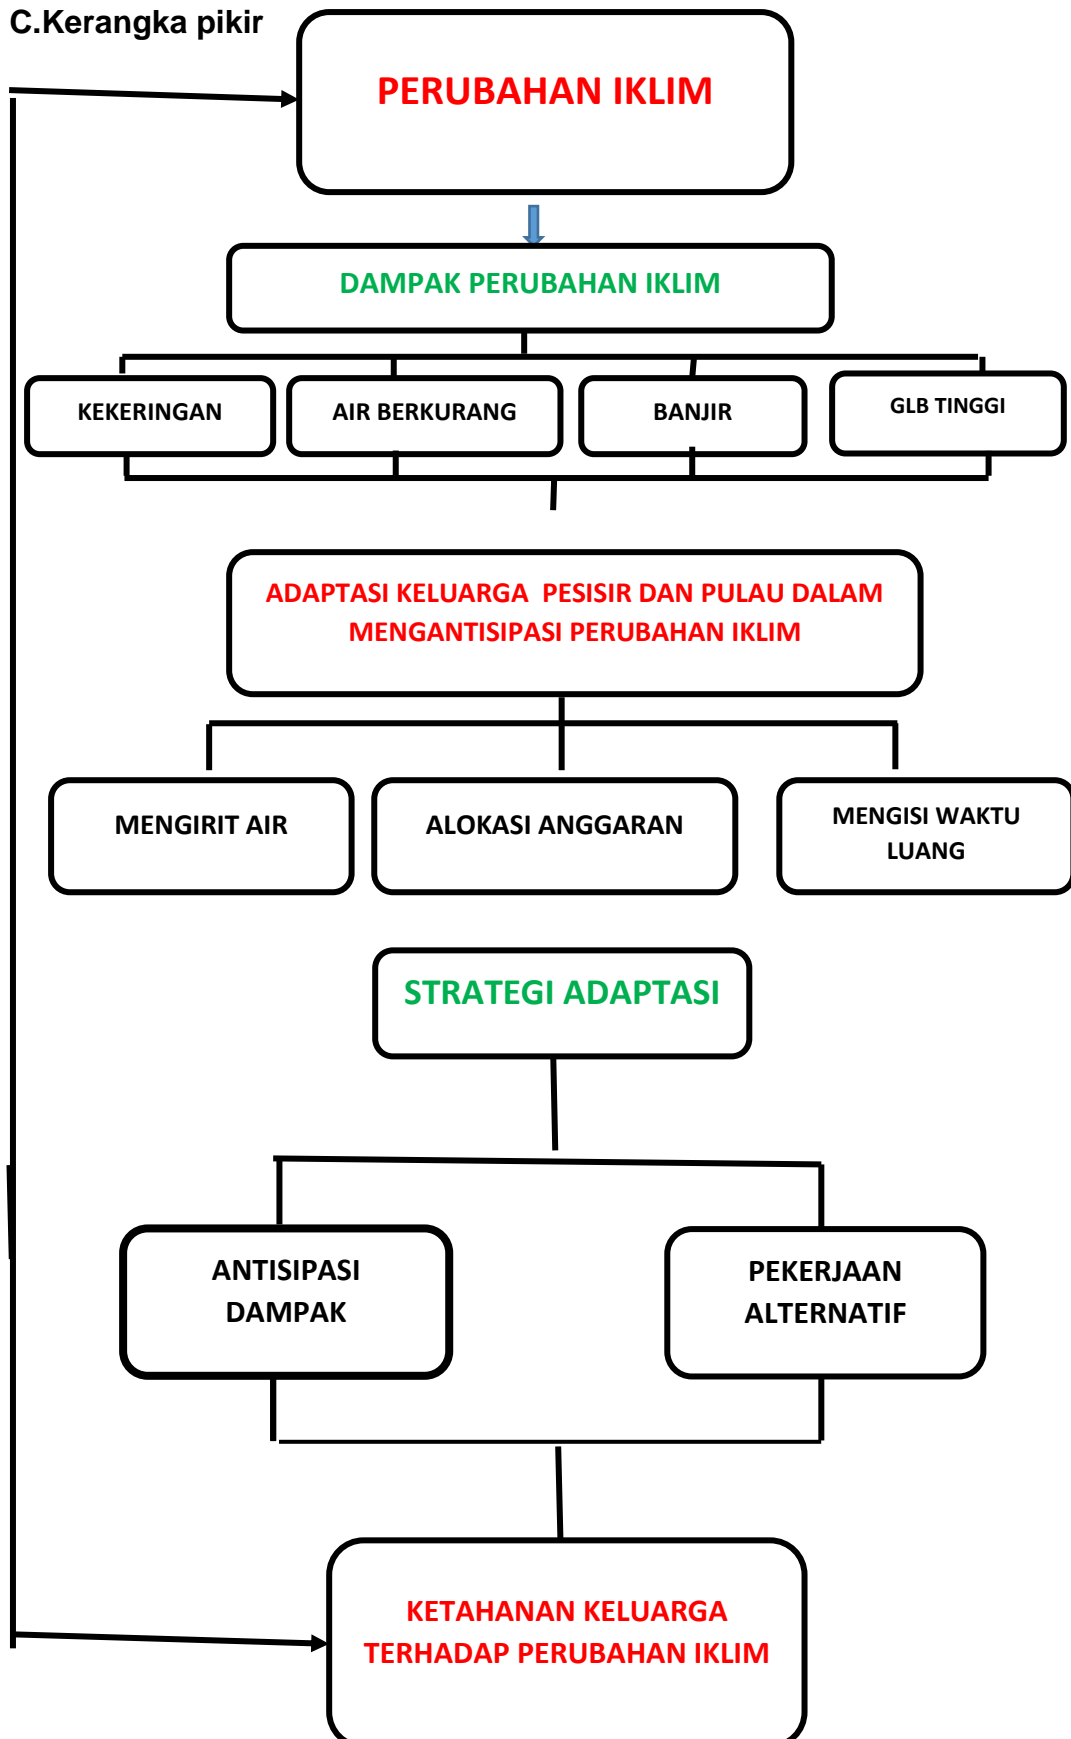 C.Kerangka pikir
PERUBAHAN IKLIM
DAMPAK PERUBAHAN IKLIM
KEKERINGAN
AIR BERKURANG
BANJIR
GLB TINGGI
ADAPTASI KELUARGA  PESISIR DAN PULAU DALAM
MENGANTISIPASI PERUBAHAN IKLIM
MENGIRIT AIR
ALOKASI ANGGARAN
MENGISI WAKTU
LUANG
STRATEGI ADAPTASI
ANTISIPASI
DAMPAK
PEKERJAAN
ALTERNATIF
KETAHANAN KELUARGA
TERHADAP PERUBAHAN IKLIM